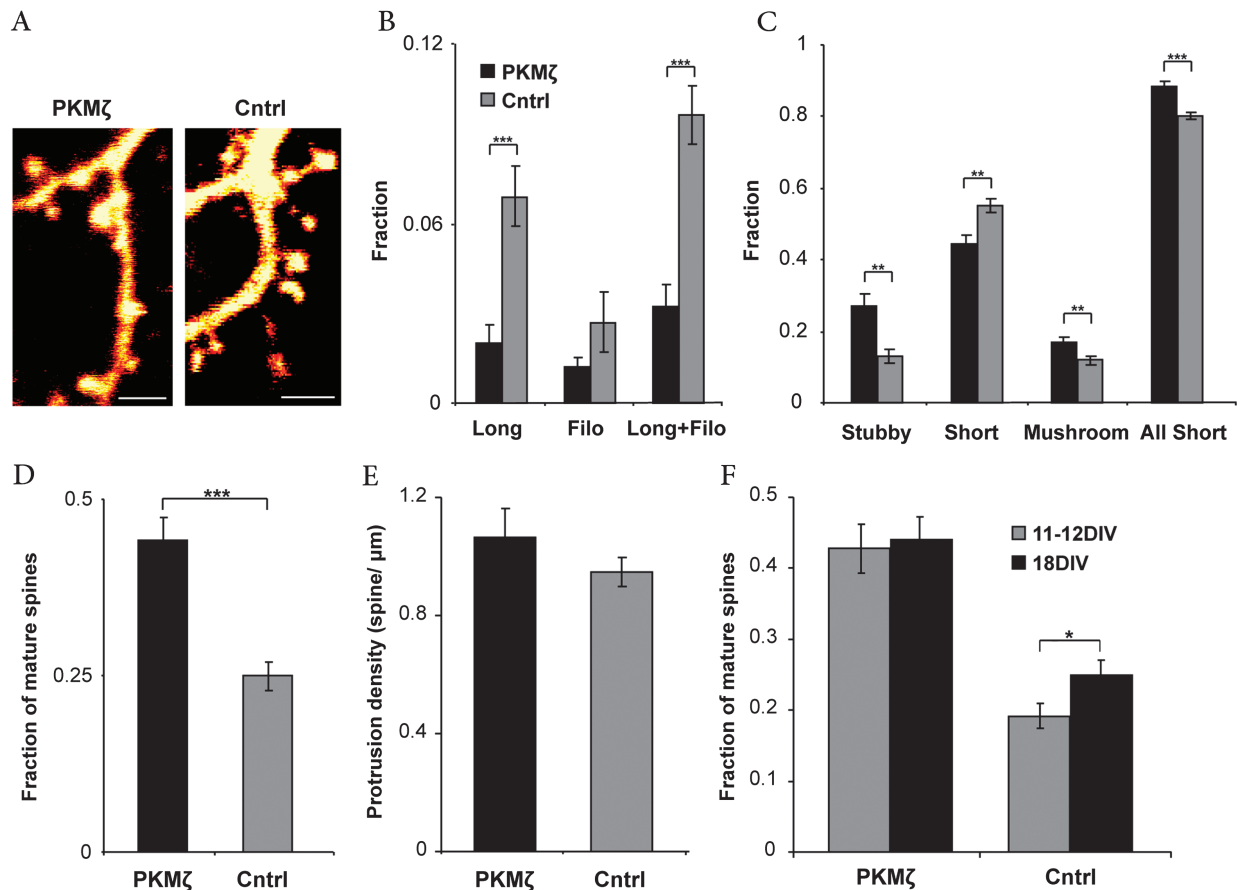 A
PKMζ
Cntrl
B
0.12
0.06
0
Fraction
PKMζ
Cntrl
***
***
Long
Filo
Long+Filo
C
1
0.8
0.6
0.4
0.2
0
Fraction
**
**
**
***
Stubby
Short
Mushroom
All Short
D
0.5
0.25
0
Fraction of mature spines
***
PKMζ
Cntrl
E
1.2
0.8
0.4
0
Protrusion density (spine/ µm)
PKMζ
Cntrl
F
0.5
0.4
0.3
0.2
0.1
0
Fraction of mature spines
11-12DIV
18DIV
*
PKMζ
Cntrl